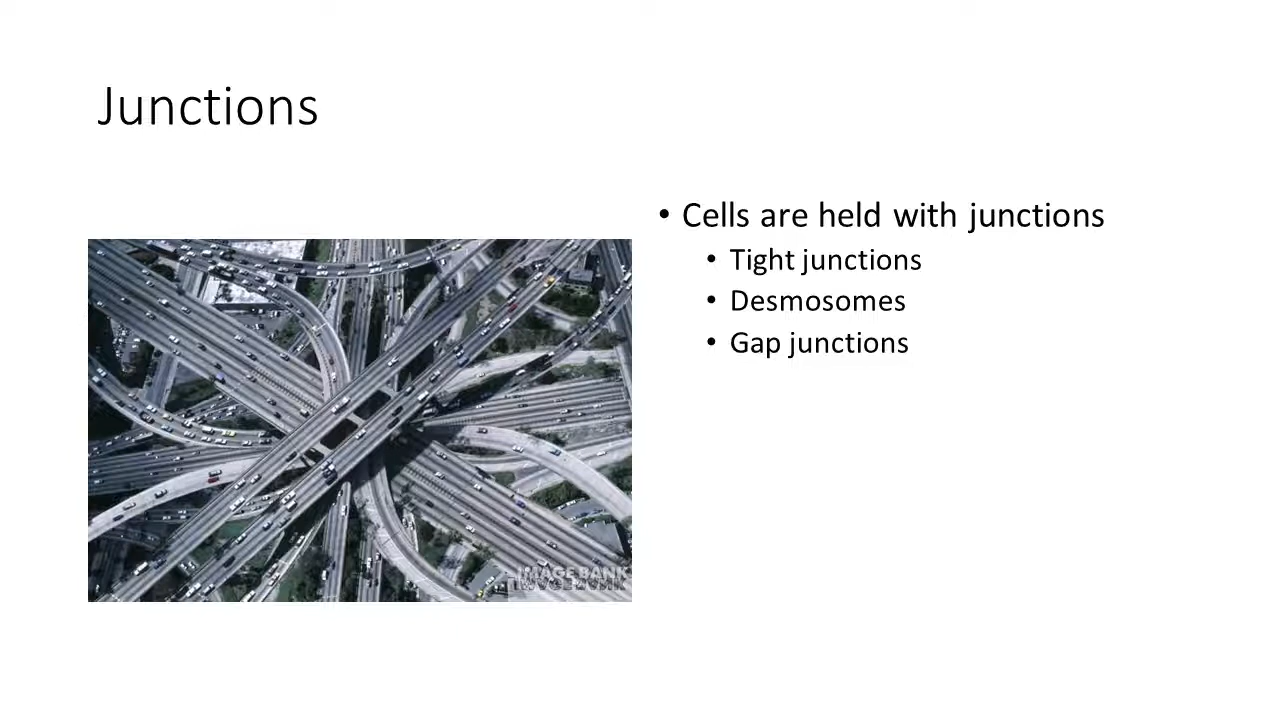 Junctions
• Cells are held with junctions
• Tight junctions
• Desmosomes
• Gap junctions
IMAGE BANK